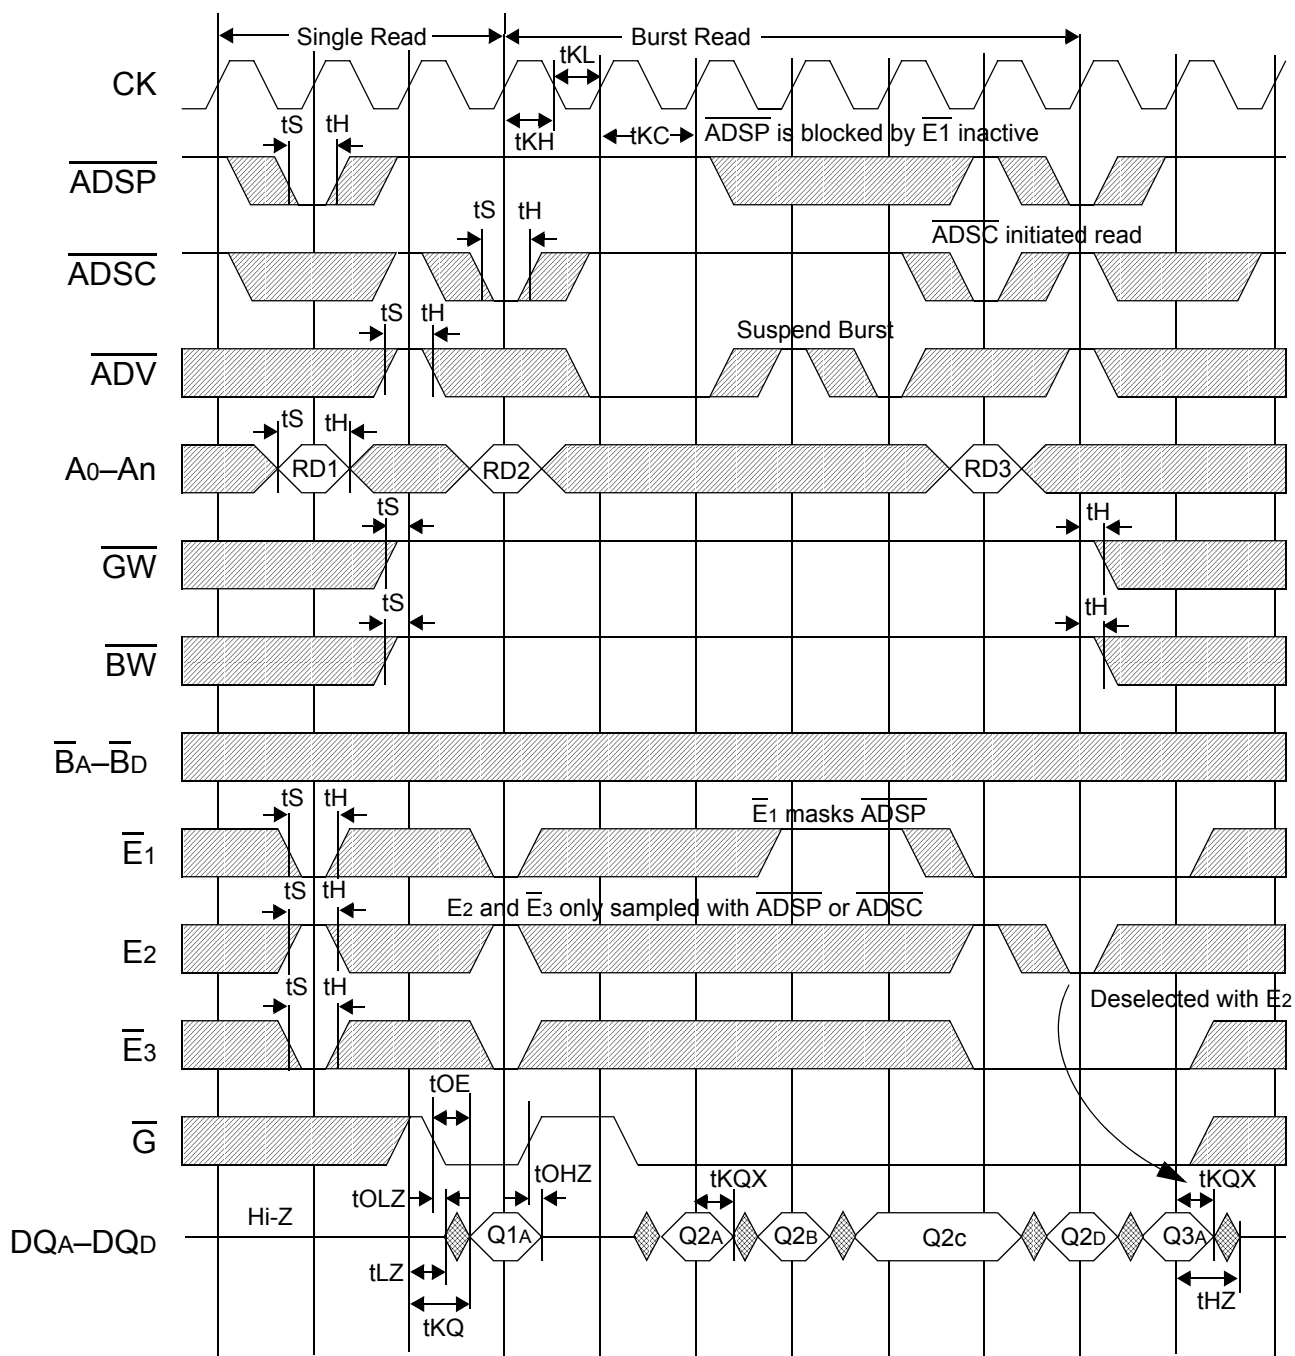 Single Read Burst Read
tKL
CK
tS tH
tKH tKC ADSP is blocked by E1 inactive
ADSP
tS tH
ADSC initiated read
ADSC
tS tH
Suspend Burst
ADV
tS tH
A0–An RD1 RD2 RD3
tS tH
GW
tS tH
BW
BA–BD
tS tH
E1 masks ADSP
E1
tS tH
E2 and E3 only sampled with ADSP or ADSC
E2
tS tH
Deselected with E2
E3
tOE
G
tOLZ tOHZ tKQX tKQX
Hi-Z
DQA–DQD Q1A Q2A Q2B Q2c Q2D Q3A
tLZ
tHZ
tKQ